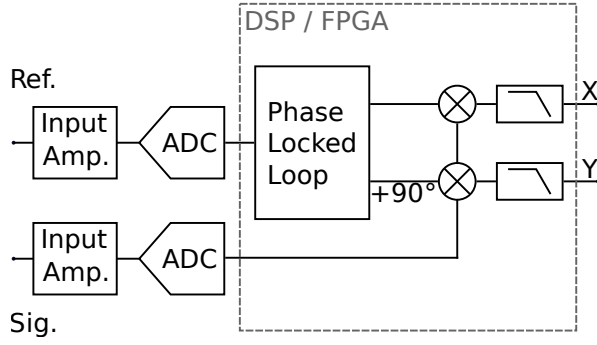 DSP / FPGA
Ref.
Input
Amp.
ADC
Phase
Locked
Loop
X
+90°
Y
Input
Amp.
ADC
Sig.